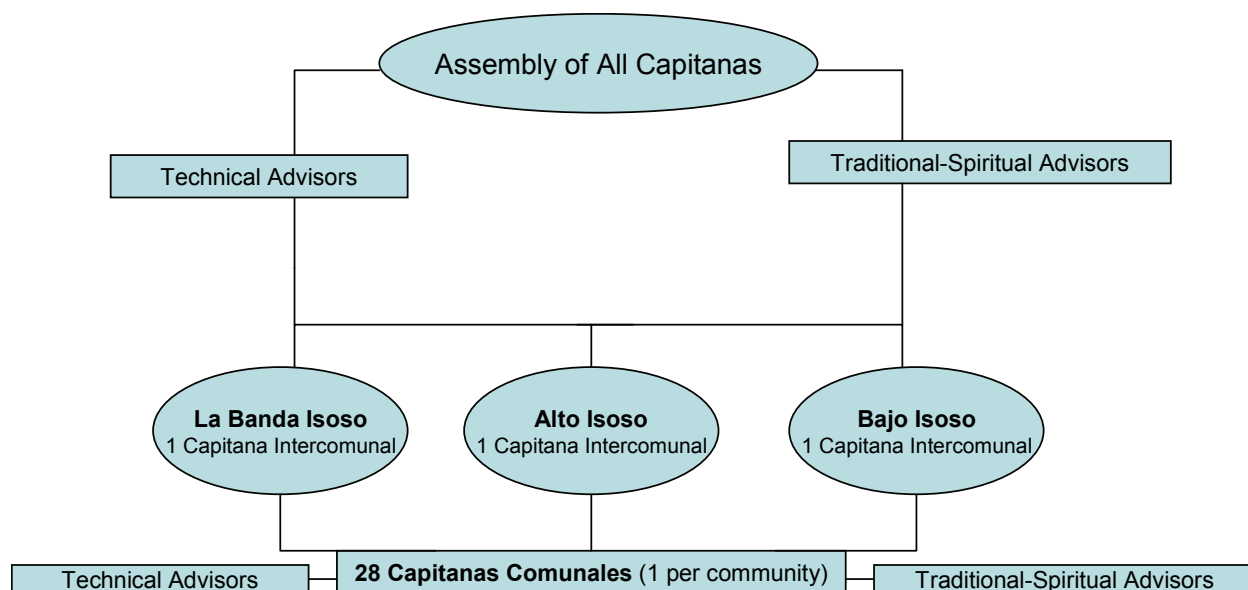 Assembly of All Capitanas
Technical Advisors
Traditional-Spiritual Advisors
La Banda Isoso
1 Capitana Intercomunal
Alto Isoso
1 Capitana Intercomunal
Bajo Isoso
1 Capitana Intercomunal
Technical Advisors
28 Capitanas Comunales (1 per community)
Traditional-Spiritual Advisors